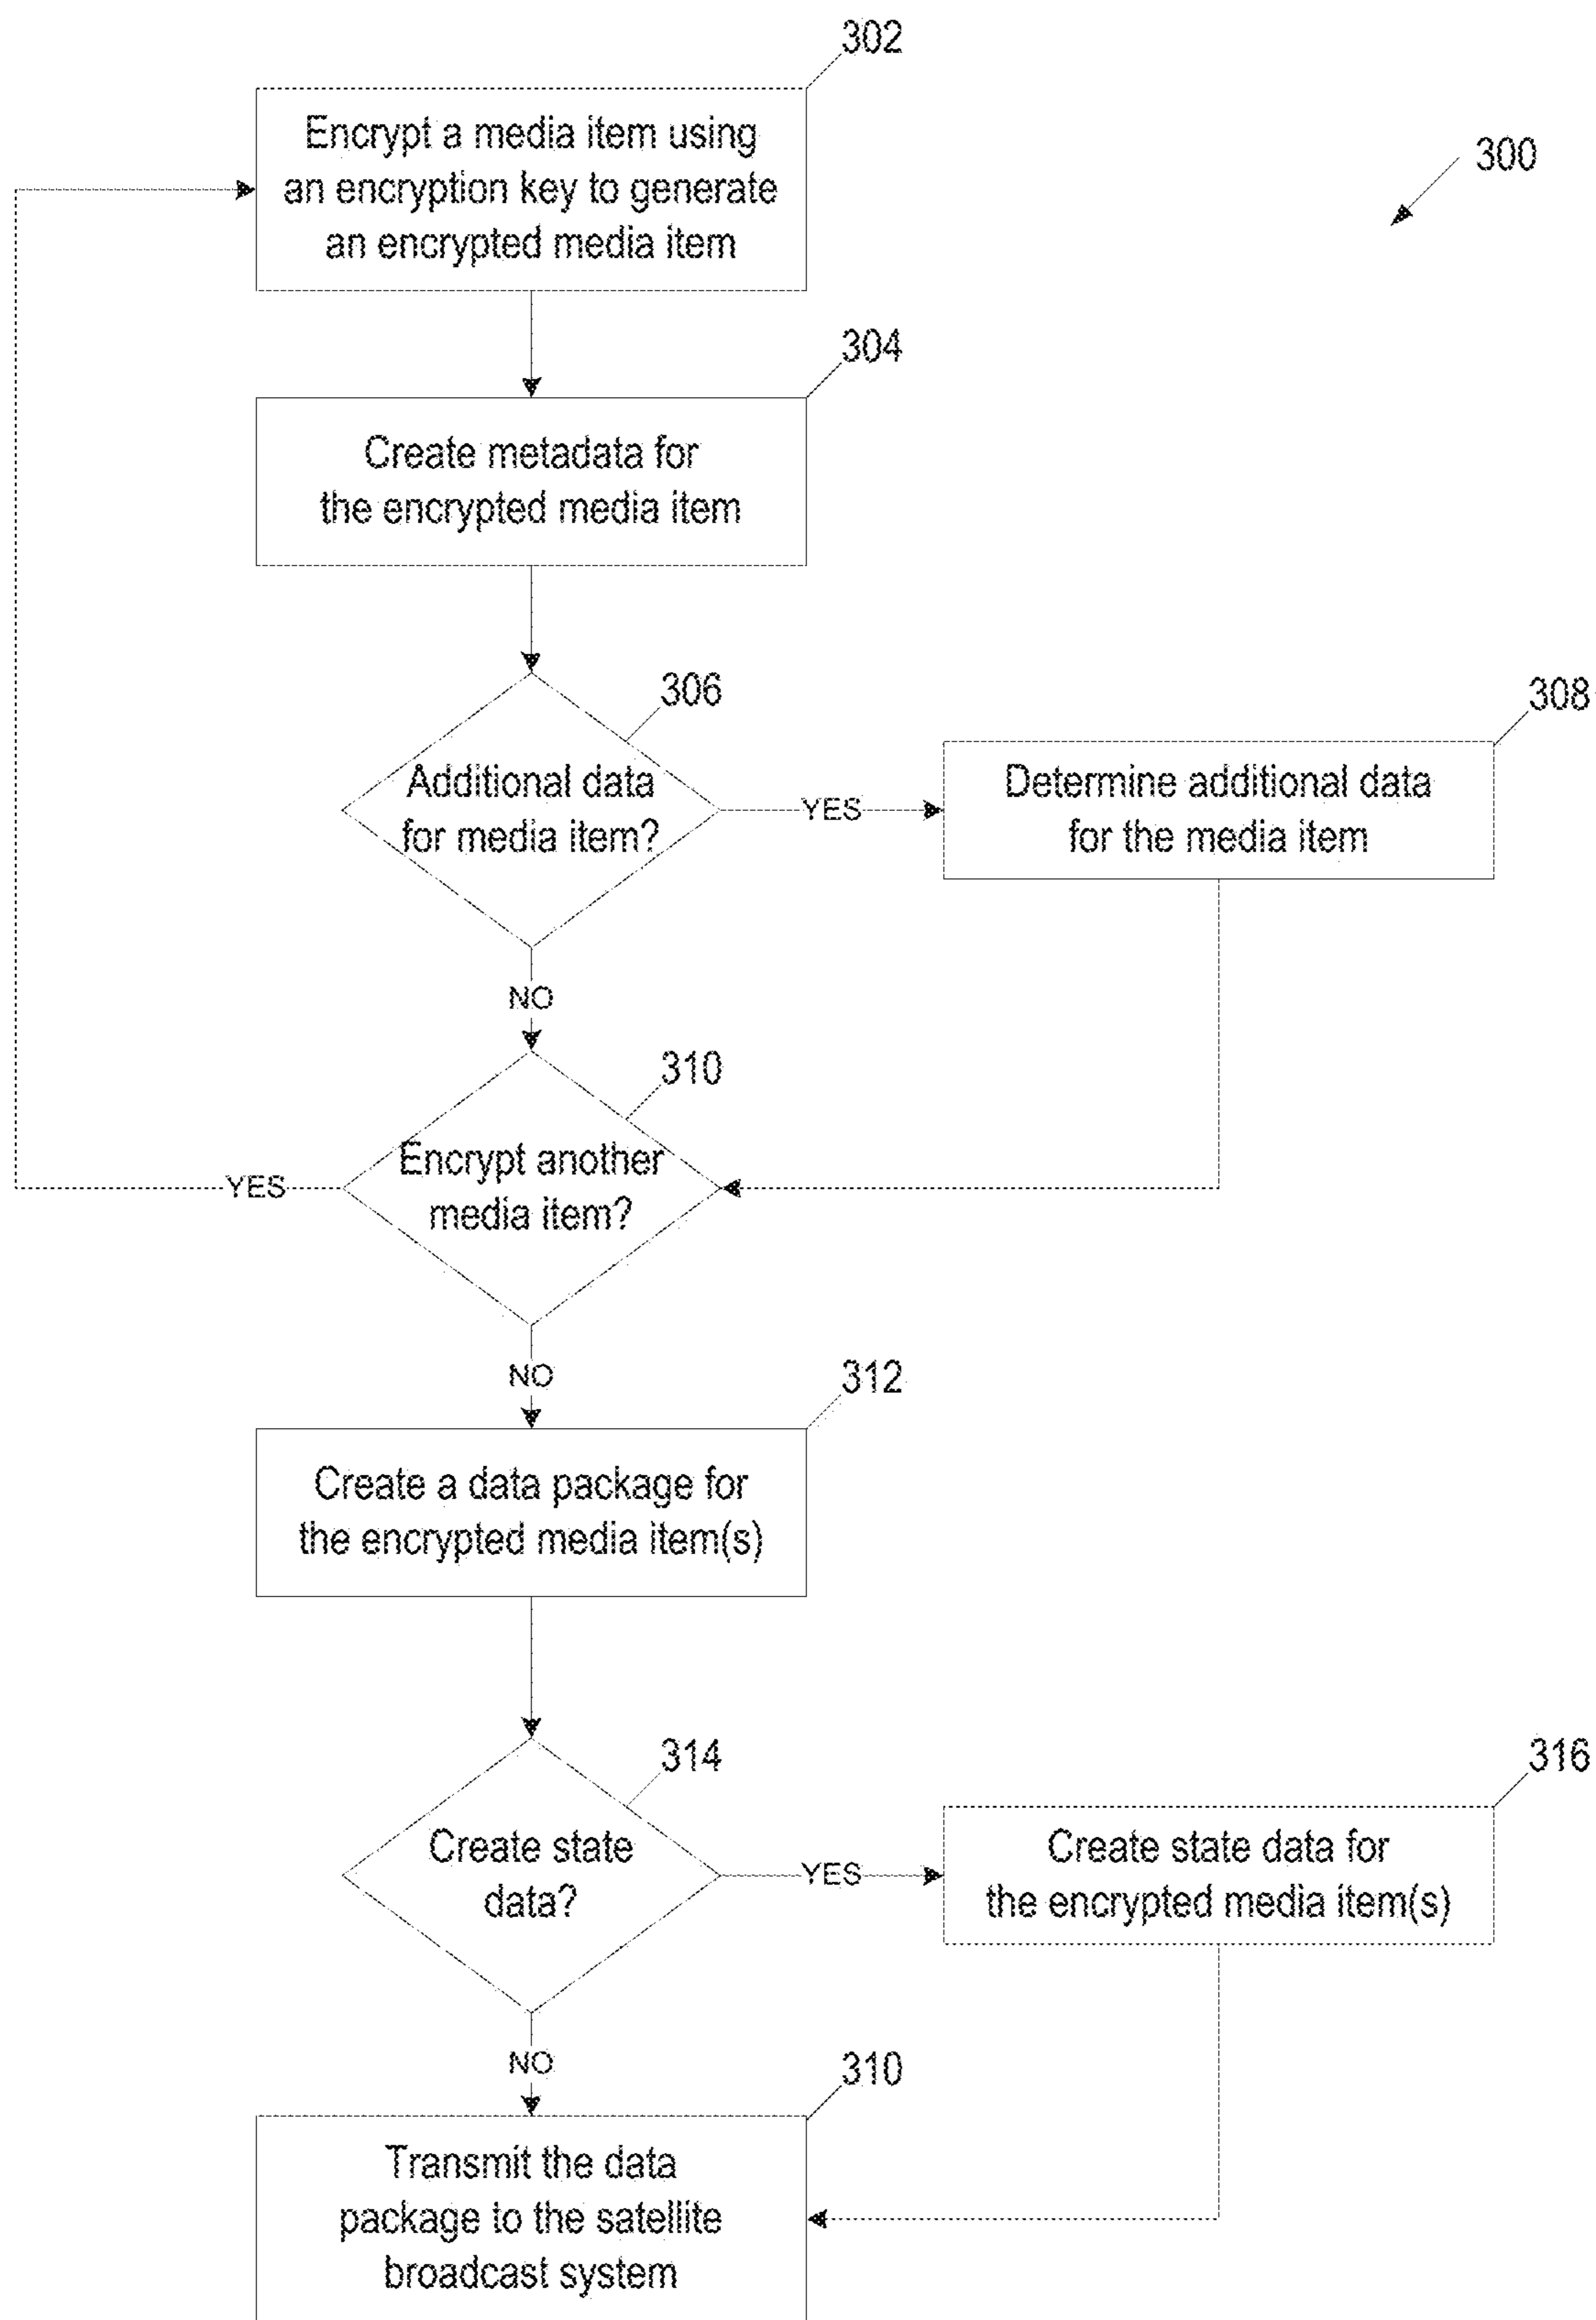 302
Encrypt a media item using
an encryption key to generate
an encrypted media item
300
304
Create metadata for
the encrypted media item
306
Additional data
for media item?
YES
308
Determine additional data
for the media item
NO
310
Encrypt another
media item?
YES
NO
312
Create a data package for
the encrypted media item(s)
314
Create state
data?
YES
316
Create state data for
the encrypted media item(s)
NO
310
Transmit the data
package to the satellite
broadcast system